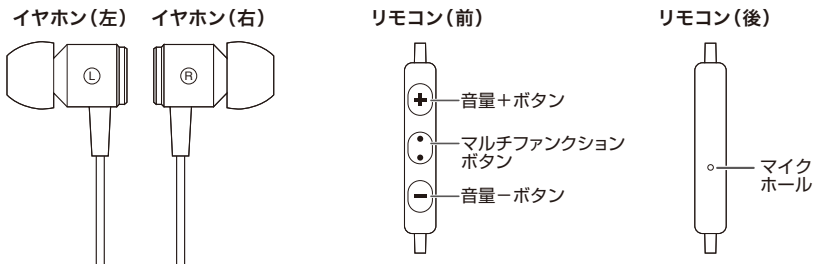 イヤホン（左）
イヤホン（右）
Ⓛ
Ⓡ
リモコン（前）
音量＋ボタン
マルチファンクション
ボタン
音量－ボタン
リモコン（後）
マイク
ホール